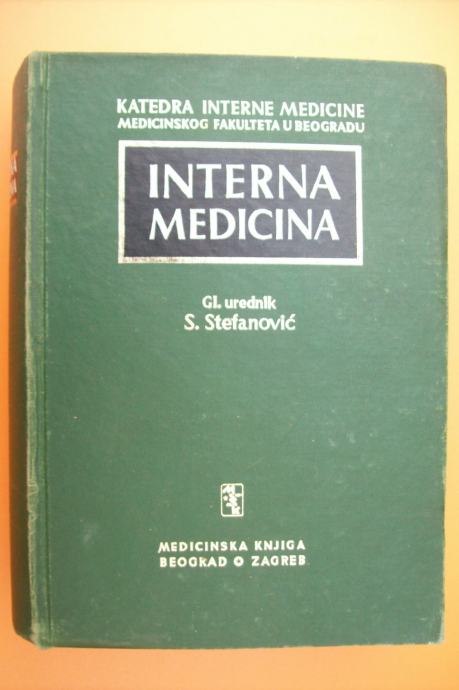 KATEDRA INTERNE MEDICINE
MEDICINSKOG FAKULTETA U BEOGRADU
INTERNA
MEDICINA
Gl. urednik
S. Stefanović
MEDICINSKA KNJIGA
BEOGRAD O ZAGREB